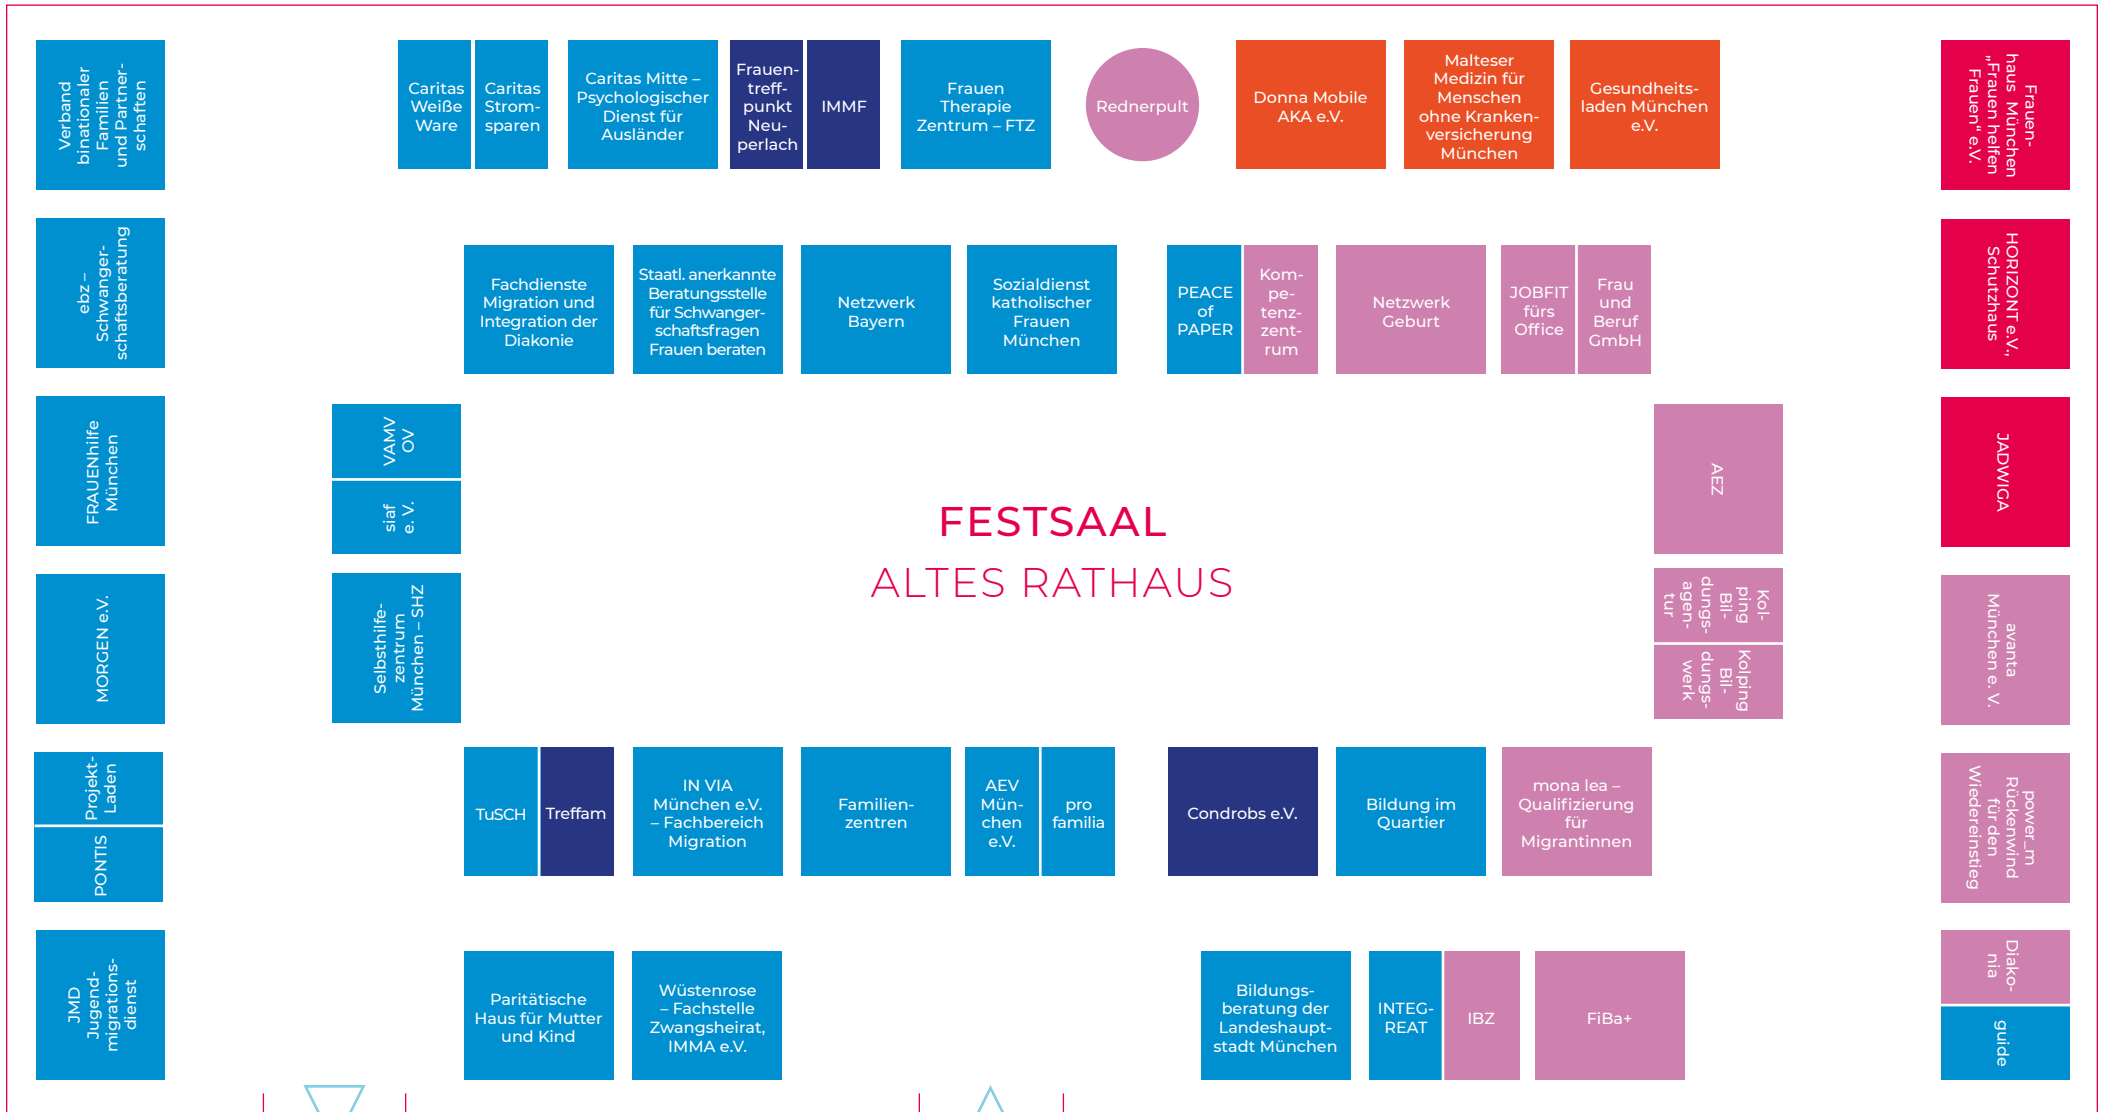 Verband
binationaler
Familien
und Partner-
schaften
Caritas
Weiße
Ware
Caritas
Strom-
sparen
Caritas Mitte –
Psychologischer
Dienst für
Ausländer
Frauen-
treff-
punkt
Neu-
perlach
IMMF
Frauen
Therapie
Zentrum – FTZ
Rednerpult
Donna Mobile
AKA e.V.
Malteser
Medizin für
Menschen
ohne Kranken-
versicherung
München
Gesundheits-
laden München
e.V.
Frauen-
haus München
„Frauen helfen
Frauen“ e.V.
ebz –
Schwanger-
schaftsberatung
Fachdienste
Migration und
Integration der
Diakonie
Staatl. anerkannte
Beratungsstelle
für Schwanger-
schaftsfragen
Frauen beraten
Netzwerk
Bayern
Sozialdienst
katholischer
Frauen
München
PEACE
of
PAPER
Kom-
pe-
tenz-
zent-
rum
Netzwerk
Geburt
JOBFIT
fürs
Office
Frau
und
Beruf
GmbH
HORIZONT e.V.,
Schutzhaus
FRAUENhilfe
München
VAMV
OV
siaf
e. V.
FESTSAAL
ALTES RATHAUS
AEZ
JADWIGA
MORGEN e.V.
Selbsthilfe-
zentrum
München – SHZ
Kol-
ping
Bil-
dungs-
agen-
tur
Kolping
Bil-
dungs-
werk
avanta
München e. V.
Projekt-
Laden
PONTIS
TuSCH
Treffam
IN VIA
München e.V.
– Fachbereich
Migration
Familien-
zentren
AEV
Mün-
chen
e.V.
pro
familia
Condrobs e.V.
Bildung im
Quartier
mona lea –
Qualifizierung
für
Migrantinnen
power_m
Rückenwind
für den
Wiedereinstieg
JMD
Jugend-
migrations-
dienst
Paritätische
Haus für Mutter
und Kind
Wüstenrose
– Fachstelle
Zwangsheirat,
IMMA e.V.
Bildungs-
beratung der
Landeshaupt-
stadt München
INTEG-
REAT
IBZ
FiBa+
Diako-
nia
guide